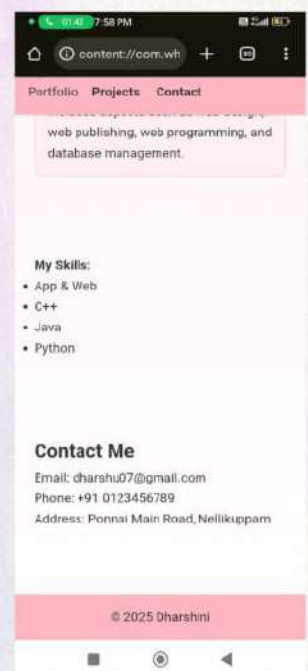 01:41 7:58 PM
content://com.wh
Portfolio Projects Contact
web publishing, web programming, and
database management.
My Skills:
App & Web
C++
Java
Python
Contact Me
Email: dharshu07@gmail.com
Phone: +91 0123456789
Address: Ponnai Main Road, Nellikuppam
© 2025 Dharshini